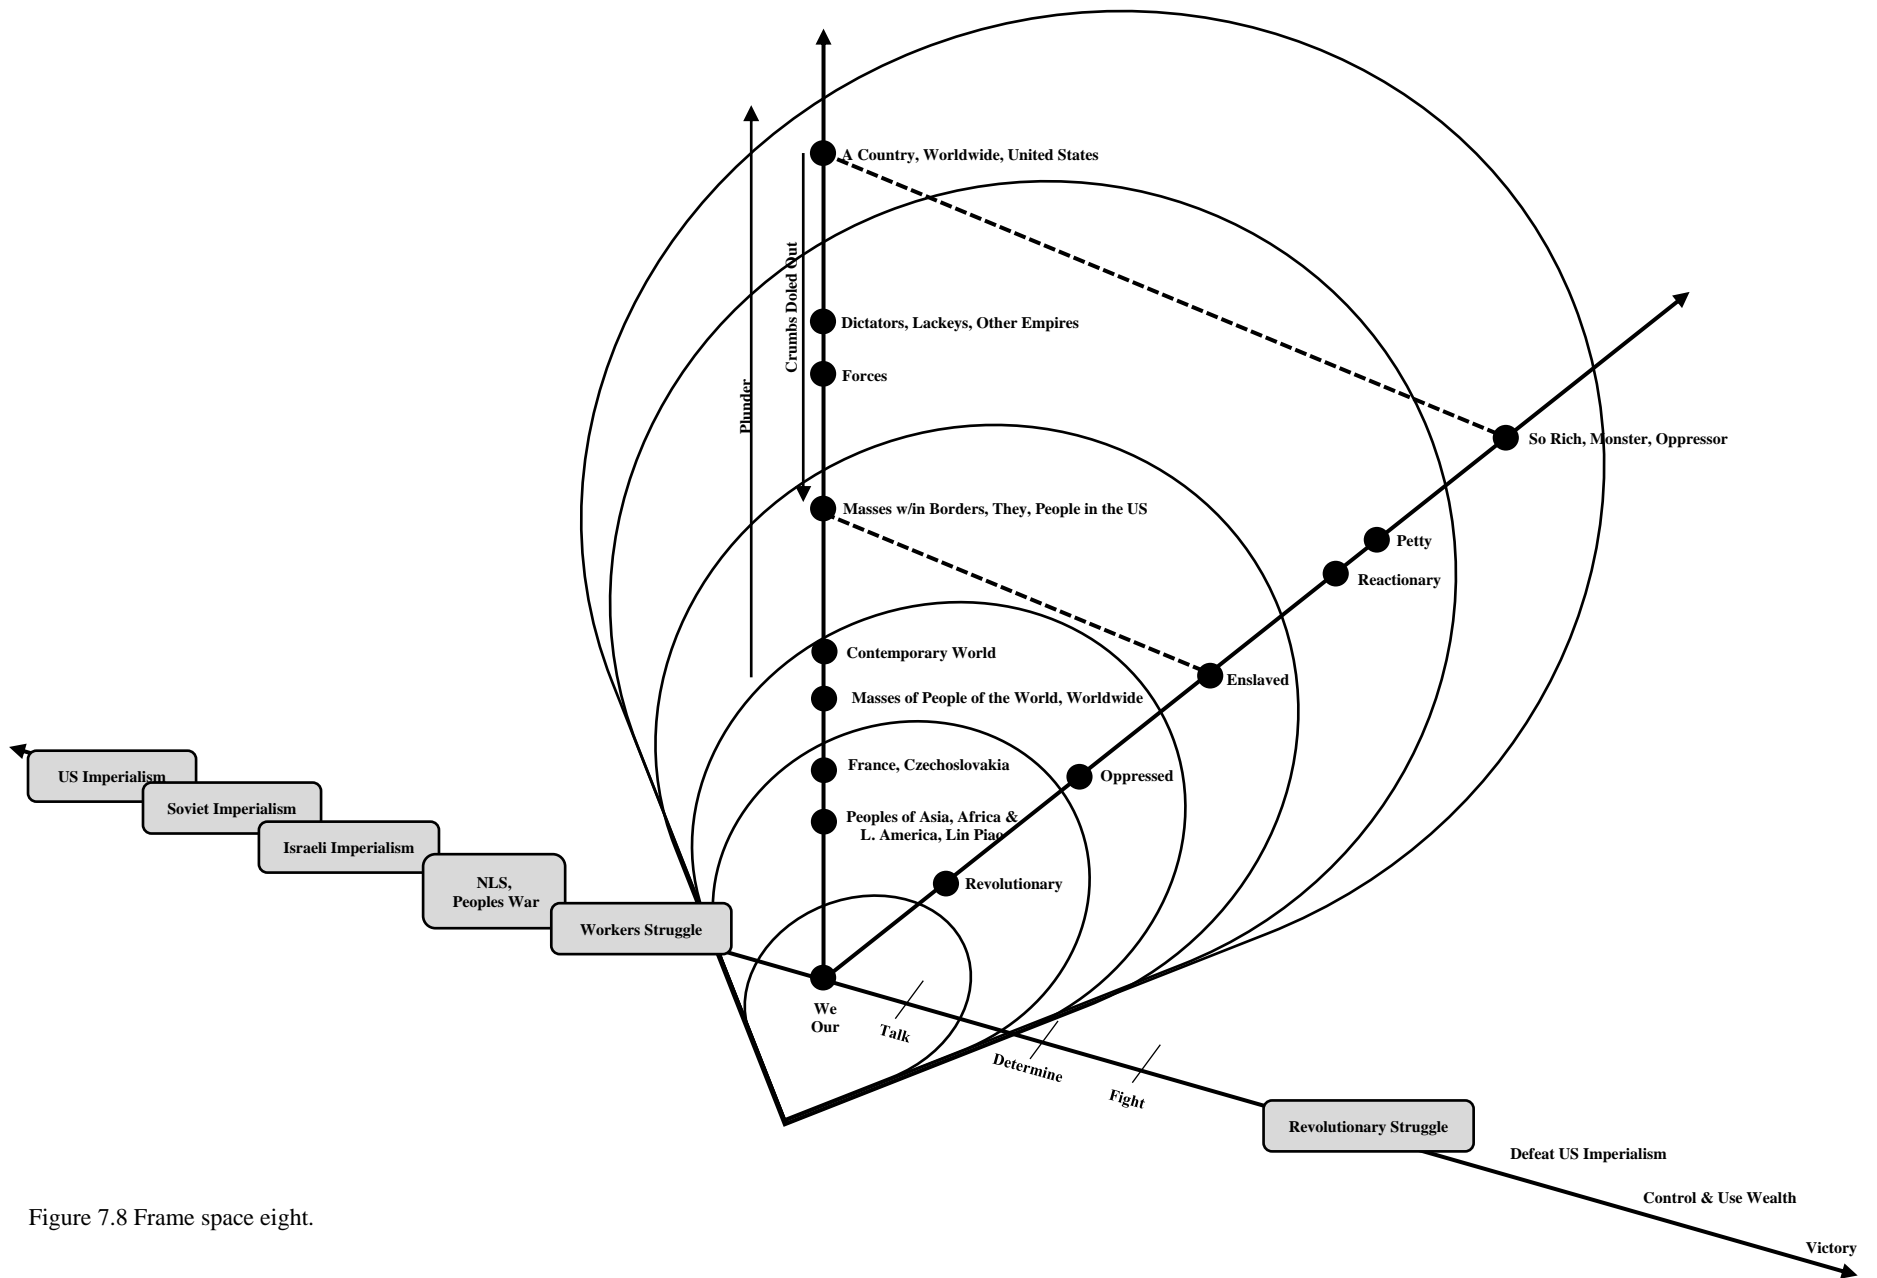 A Country, Worldwide, United States
Crumbs Doled Out
Dictators, Lackeys, Other Empires
Forces
Plunder
So Rich, Monster, Oppressor
Masses w/in Borders, They, People in the US
Petty
Reactionary
Contemporary World
Enslaved
Masses of People of the World, Worldwide
France, Czechoslovakia
Oppressed
US Imperialism
Soviet Imperialism
Peoples of Asia, Africa &
L. America, Lin Piao
Israeli Imperialism
NLS,
Peoples War
Revolutionary
Workers Struggle
We
Our
Talk
Determine
Fight
Revolutionary Struggle
Defeat US Imperialism
Control & Use Wealth
Victory
Figure 7.8 Frame space eight.